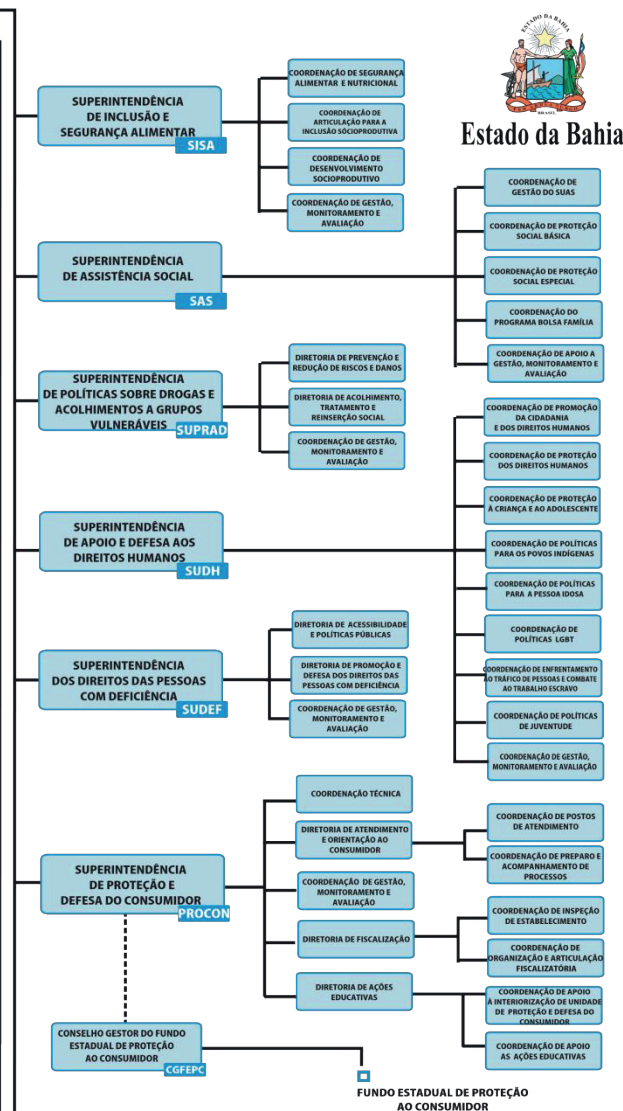 ESTADO DA BAHIA
BRASIL
Estado da Bahia
SUPERINTENDÊNCIA
DE INCLUSÃO E
SEGURANÇA ALIMENTAR
SISA
COORDENAÇÃO DE SEGURANÇA
ALIMENTAR E NUTRICIONAL
COORDENAÇÃO DE
ARTICULAÇÃO PARA A
INCLUSÃO SÓCIOPRODUTIVA
COORDENAÇÃO DE
DESENVOLVIMENTO
SOCIOPRODUTIVO
COORDENAÇÃO DE GESTÃO,
MONITORAMENTO E
AVALIAÇÃO
SUPERINTENDÊNCIA
DE ASSISTÊNCIA SOCIAL
SAS
COORDENAÇÃO DE
GESTÃO DO SUAS
COORDENAÇÃO DE PROTEÇÃO
SOCIAL BÁSICA
COORDENAÇÃO DE PROTEÇÃO
SOCIAL ESPECIAL
COORDENAÇÃO DO
PROGRAMA BOLSA FAMÍLIA
COORDENAÇÃO DE APOIO A
GESTÃO, MONITORAMENTO E
AVALIAÇÃO
SUPERINTENDÊNCIA
DE POLÍTICAS SOBRE DROGAS E
ACOLHIMENTOS A GRUPOS
VULNERÁVEIS
SUPRAD
DIRETORIA DE PREVENÇÃO E
REDUÇÃO DE RISCOS E DANOS
DIRETORIA DE ACOLHIMENTO,
TRATAMENTO E
REINSERÇÃO SOCIAL
COORDENAÇÃO DE GESTÃO,
MONITORAMENTO E
AVALIAÇÃO
SUPERINTENDÊNCIA
DE APOIO E DEFESA AOS
DIREITOS HUMANOS
SUDH
COORDENAÇÃO DE PROMOÇÃO
DA CIDADANIA
E DOS DIREITOS HUMANOS
COORDENAÇÃO DE PROTEÇÃO
DOS DIREITOS HUMANOS
COORDENAÇÃO DE PROTEÇÃO
À CRIANÇA E AO ADOLESCENTE
COORDENAÇÃO DE POLÍTICAS
PARA OS POVOS INDÍGENAS
COORDENAÇÃO DE POLÍTICAS
PARA A PESSOA IDOSA
COORDENAÇÃO DE
POLÍTICAS LGBT
COORDENAÇÃO DE ENFRENTAMENTO
AO TRÁFICO DE PESSOAS E COMBATE
AO TRABALHO ESCRAVO
COORDENAÇÃO DE POLÍTICAS
DE JUVENTUDE
COORDENAÇÃO DE GESTÃO,
MONITORAMENTO E AVALIAÇÃO
SUPERINTENDÊNCIA
DOS DIREITOS DAS PESSOAS
COM DEFICIÊNCIA
SUDEF
DIRETORIA DE ACESSIBILIDADE
E POLÍTICAS PÚBLICAS
DIRETORIA DE PROMOÇÃO E
DEFESA DOS DIREITOS DAS
PESSOAS COM DEFICIÊNCIA
COORDENAÇÃO DE GESTÃO,
MONITORAMENTO E
AVALIAÇÃO
SUPERINTENDÊNCIA
DE PROTEÇÃO E
DEFESA DO CONSUMIDOR
PROCON
COORDENAÇÃO TÉCNICA
DIRETORIA DE ATENDIMENTO
E ORIENTAÇÃO AO
CONSUMIDOR
COORDENAÇÃO DE POSTOS
DE ATENDIMENTO
COORDENAÇÃO DE PREPARO E
ACOMPANHAMENTO DE
PROCESSOS
COORDENAÇÃO DE GESTÃO,
MONITORAMENTO E
AVALIAÇÃO
DIRETORIA DE FISCALIZAÇÃO
COORDENAÇÃO DE INSPEÇÃO
DE ESTABELECIMENTO
COORDENAÇÃO DE
ORGANIZAÇÃO E ARTICULAÇÃO
FISCALIZATÓRIA
DIRETORIA DE AÇÕES
EDUCATIVAS
COORDENAÇÃO DE APOIO
À INTERIORIZAÇÃO DE UNIDADE
DE PROTEÇÃO E DEFESA DO
CONSUMIDOR
COORDENAÇÃO DE APOIO
AS AÇÕES EDUCATIVAS
CONSELHO GESTOR DO FUNDO
ESTADUAL DE PROTEÇÃO
AO CONSUMIDOR
CGFEPC
FUNDO ESTADUAL DE PROTEÇÃO
AO CONSUMIDOR